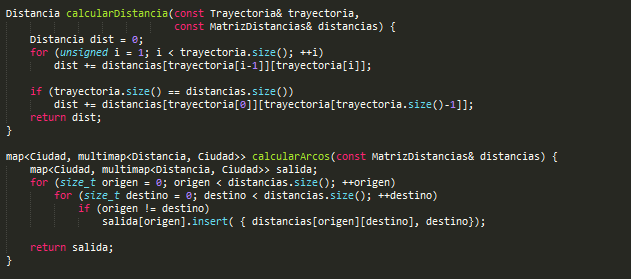 Distancia calcularDistancia(const Trayectoria& trayectoria,
                            const MatrizDistancias& distancias) {
    Distancia dist = 0;
    for (unsigned i = 1; i < trayectoria.size(); ++i)
        dist += distancias[trayectoria[i-1]][trayectoria[i]];

    if (trayectoria.size() == distancias.size())
        dist += distancias[trayectoria[0]][trayectoria[trayectoria.size()-1]];
    return dist;
}

map<Ciudad, multimap<Distancia, Ciudad>> calcularArcos(const MatrizDistancias& distancias) {
    map<Ciudad, multimap<Distancia, Ciudad>> salida;
    for (size_t origen = 0; origen < distancias.size(); ++origen)
        for (size_t destino = 0; destino < distancias.size(); ++destino)
            if (origen != destino)
                salida[origen].insert( { distancias[origen][destino], destino});

    return salida;
}